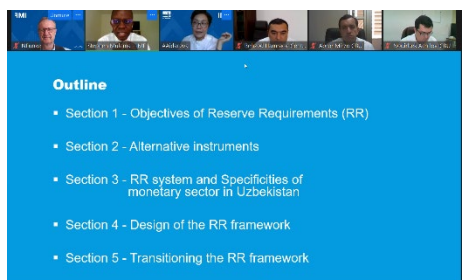 Outline
▪ Section 1 - Objectives of Reserve Requirements (RR)
▪ Section 2 - Alternative instruments
▪ Section 3 - RR system and Specificities of
monetary sector in Uzbekistan
▪ Section 4 - Design of the RR framework
▪ Section 5 - Transitioning the RR framework